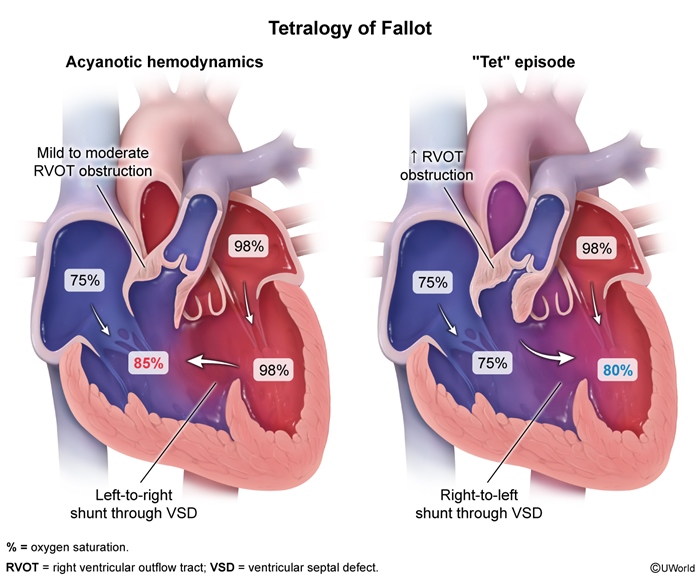 Tetralogy of Fallot
Acyanotic hemodynamics
Mild to moderate
RVOT obstruction
98%
75%
85%
98%
Left-to-right
shunt through VSD
"Tet" episode
↑ RVOT
obstruction
98%
75%
75%
80%
Right-to-left
shunt through VSD
% = oxygen saturation.
RVOT = right ventricular outflow tract; VSD = ventricular septal defect.
©UWorld